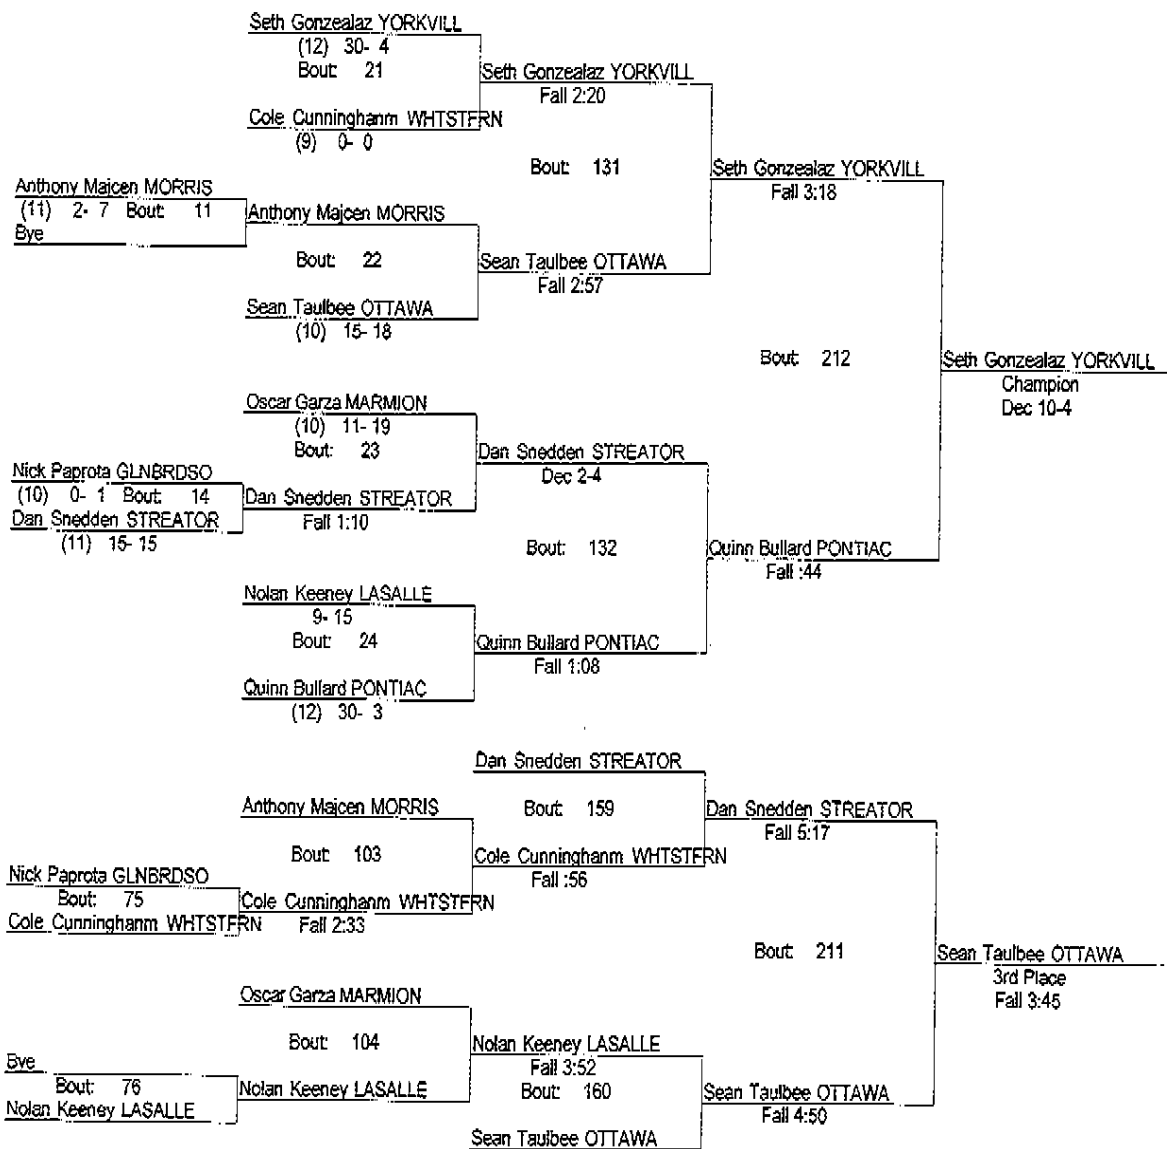 Seth Gonzealaz YORKVILL
(12) 30- 4
Bout: 21
Seth Gonzealaz YORKVILL
Fall 2:20
Cole Cunninghanm WHTSTFRN
(9) 0- 0
Bout: 131
Seth Gonzealaz YORKVILL
Fall 3:18
Anthony Majcen MORRIS
(11) 2- 7 Bout: 11
Bye
Anthony Majcen MORRIS
Bout: 22
Sean Taulbee OTTAWA
Fall 2:57
Sean Taulbee OTTAWA
(10) 15- 18
Bout: 212
Seth Gonzealaz YORKVILL
Champion
Dec 10-4
Oscar Garza MARMION
(10) 11- 19
Bout: 23
Dan Snedden STREATOR
Dec 2-4
Nick Paprota GLNBRDSO
(10) 0- 1 Bout: 14
Dan Snedden STREATOR
(11) 15- 15
Dan Snedden STREATOR
Fall 1:10
Bout: 132
Quinn Bullard PONTIAC
Fall :44
Nolan Keeney LASALLE
9- 15
Bout: 24
Quinn Bullard PONTIAC
Fall 1:08
Quinn Bullard PONTIAC
(12) 30- 3
Dan Snedden STREATOR
Bout: 159
Dan Snedden STREATOR
Fall 5:17
Anthony Majcen MORRIS
Bout: 103
Cole Cunninghanm WHTSTFRN
Fall :56
Nick Paprota GLNBRDSO
Bout: 75
Cole Cunninghanm WHTSTFRN
Cole Cunninghanm WHTSTFRN
Fall 2:33
Bout: 211
Sean Taulbee OTTAWA
3rd Place
Fall 3:45
Oscar Garza MARMION
Bout: 104
Nolan Keeney LASALLE
Fall 3:52
Bye
Bout: 76
Nolan Keeney LASALLE
Nolan Keeney LASALLE
Bout: 160
Sean Taulbee OTTAWA
Fall 4:50
Sean Taulbee OTTAWA